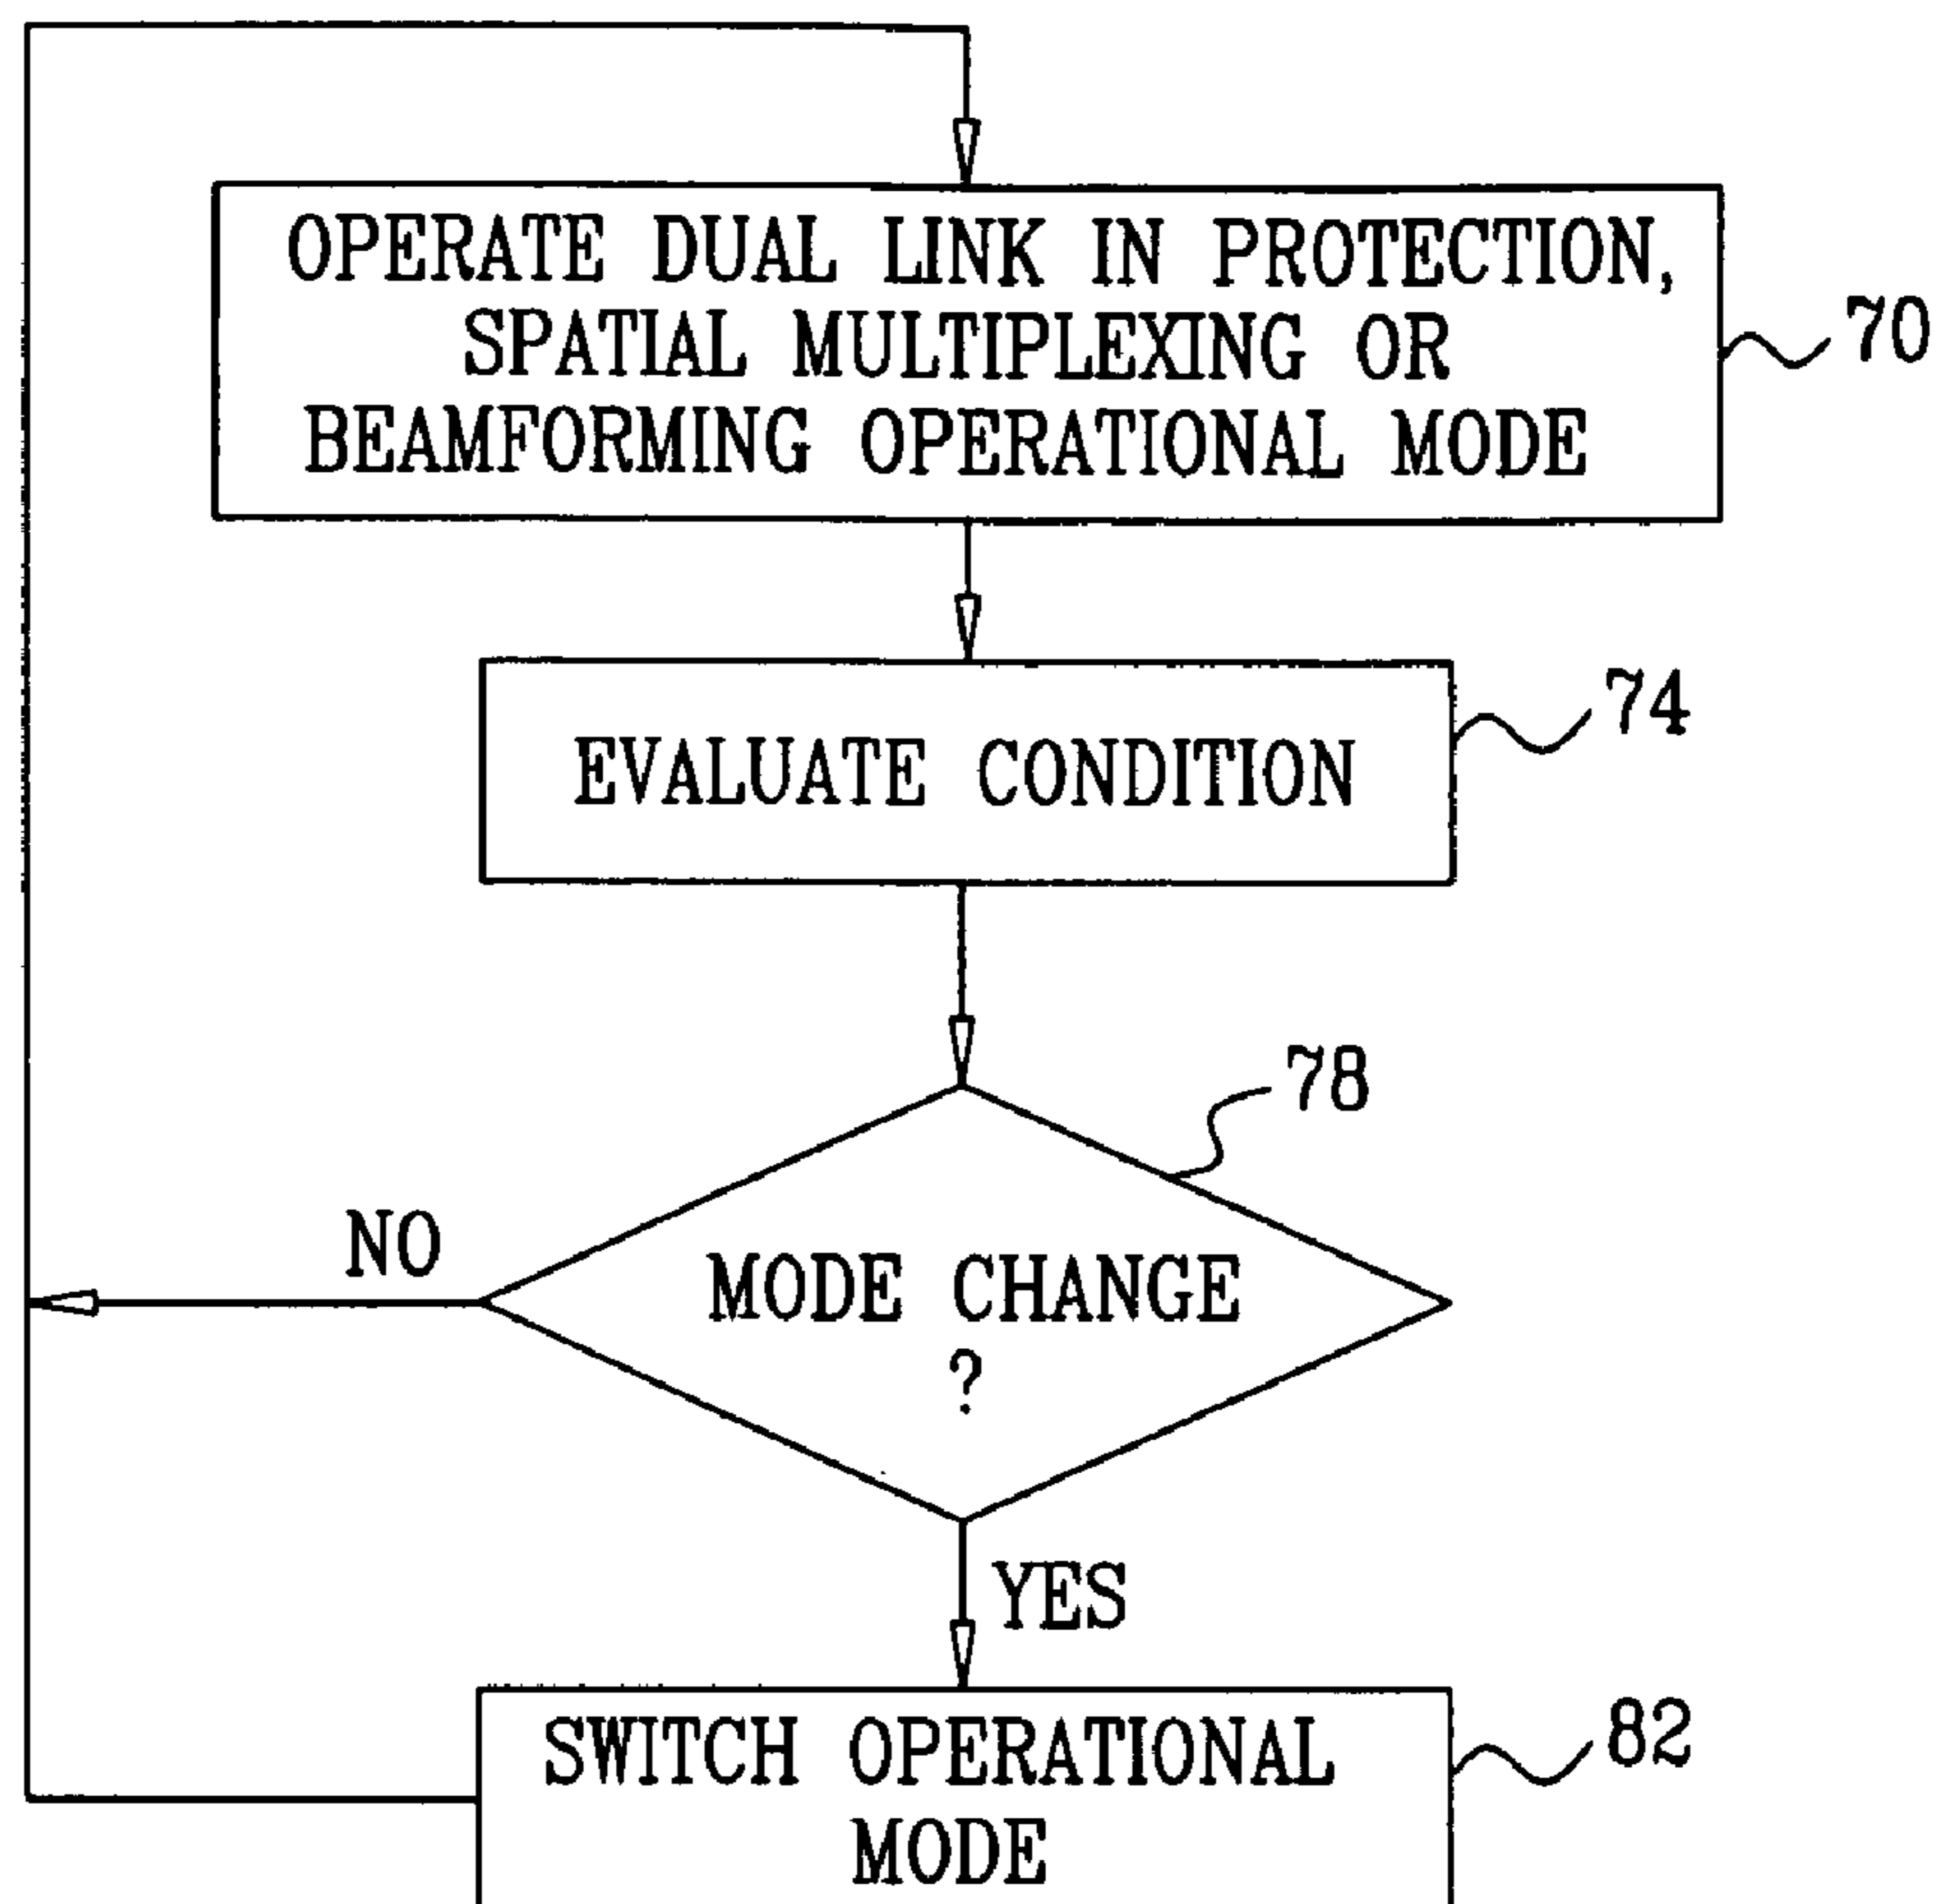 OPERATE DUAL LINK IN PROTECTION,
SPATIAL MULTIPLEXING OR
BEAMFORMING OPERATIONAL MODE
70
EVALUATE CONDITION
74
78
NO
MODE CHANGE
?
YES
SWITCH OPERATIONAL
MODE
82